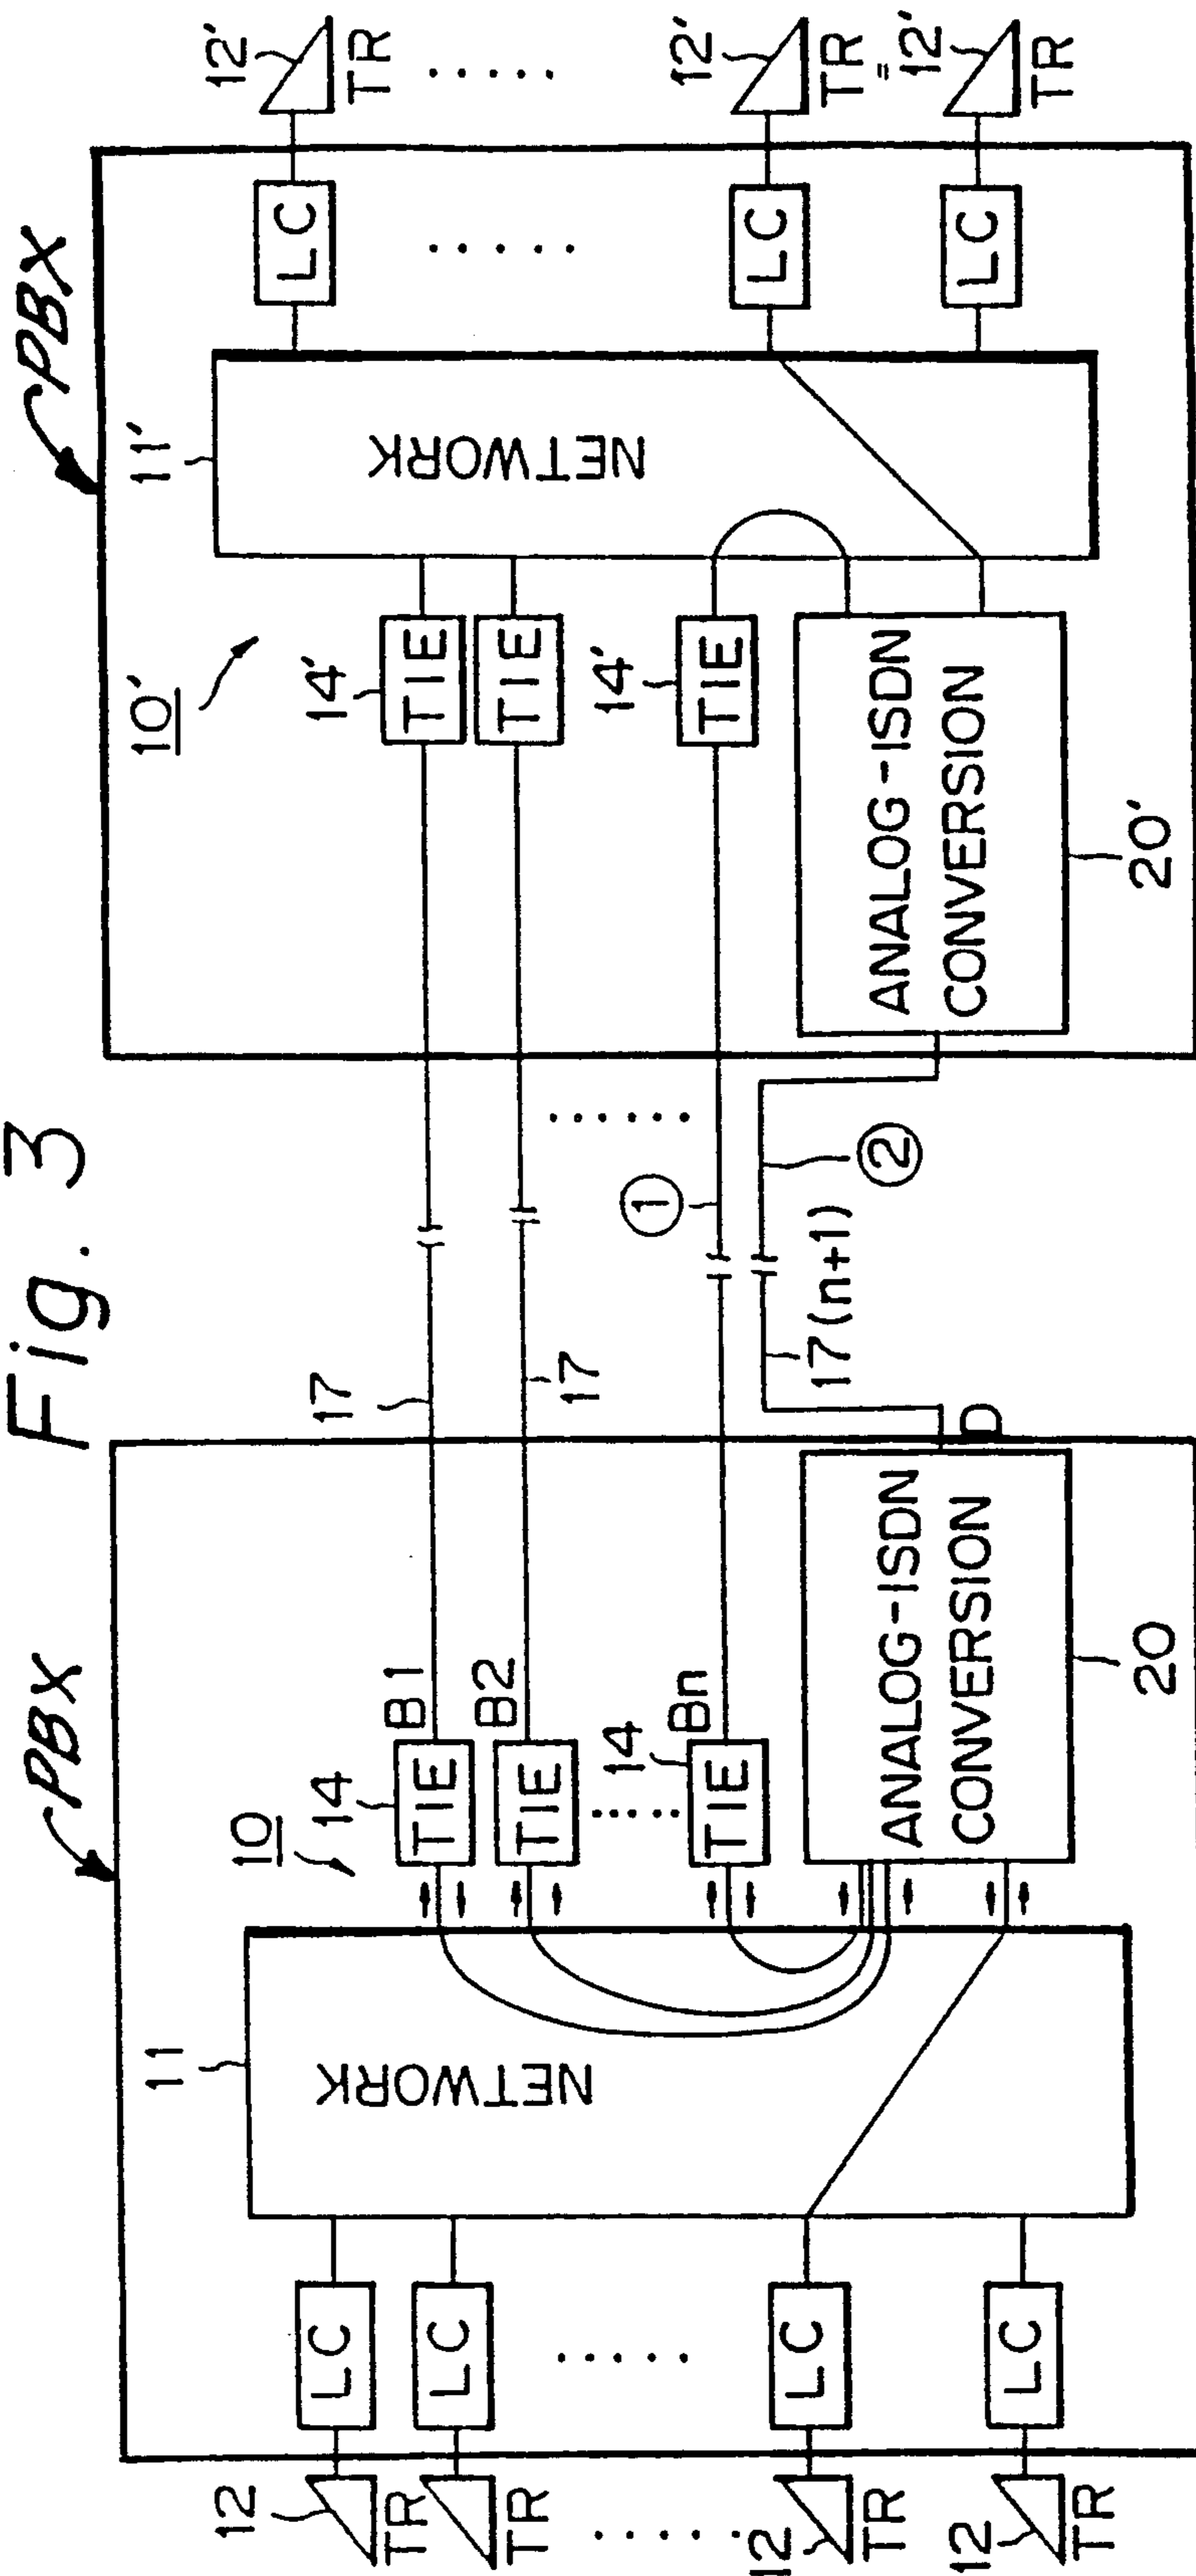 Fig. 3
PBX
PBX
10
11
NETWORK
LC
LC
LC
LC
12
TR
TR
12
TR
12
TR
14
TIE
B1
TIE
B2
14
TIE
Bn
ANALOG-ISDN
CONVERSION
20
D
17
17
①
②
17(n+1)
10'
11'
NETWORK
14'
TIE
TIE
14'
TIE
ANALOG-ISDN
CONVERSION
20'
LC
LC
LC
12'
TR
12'
TR
=
12'
TR